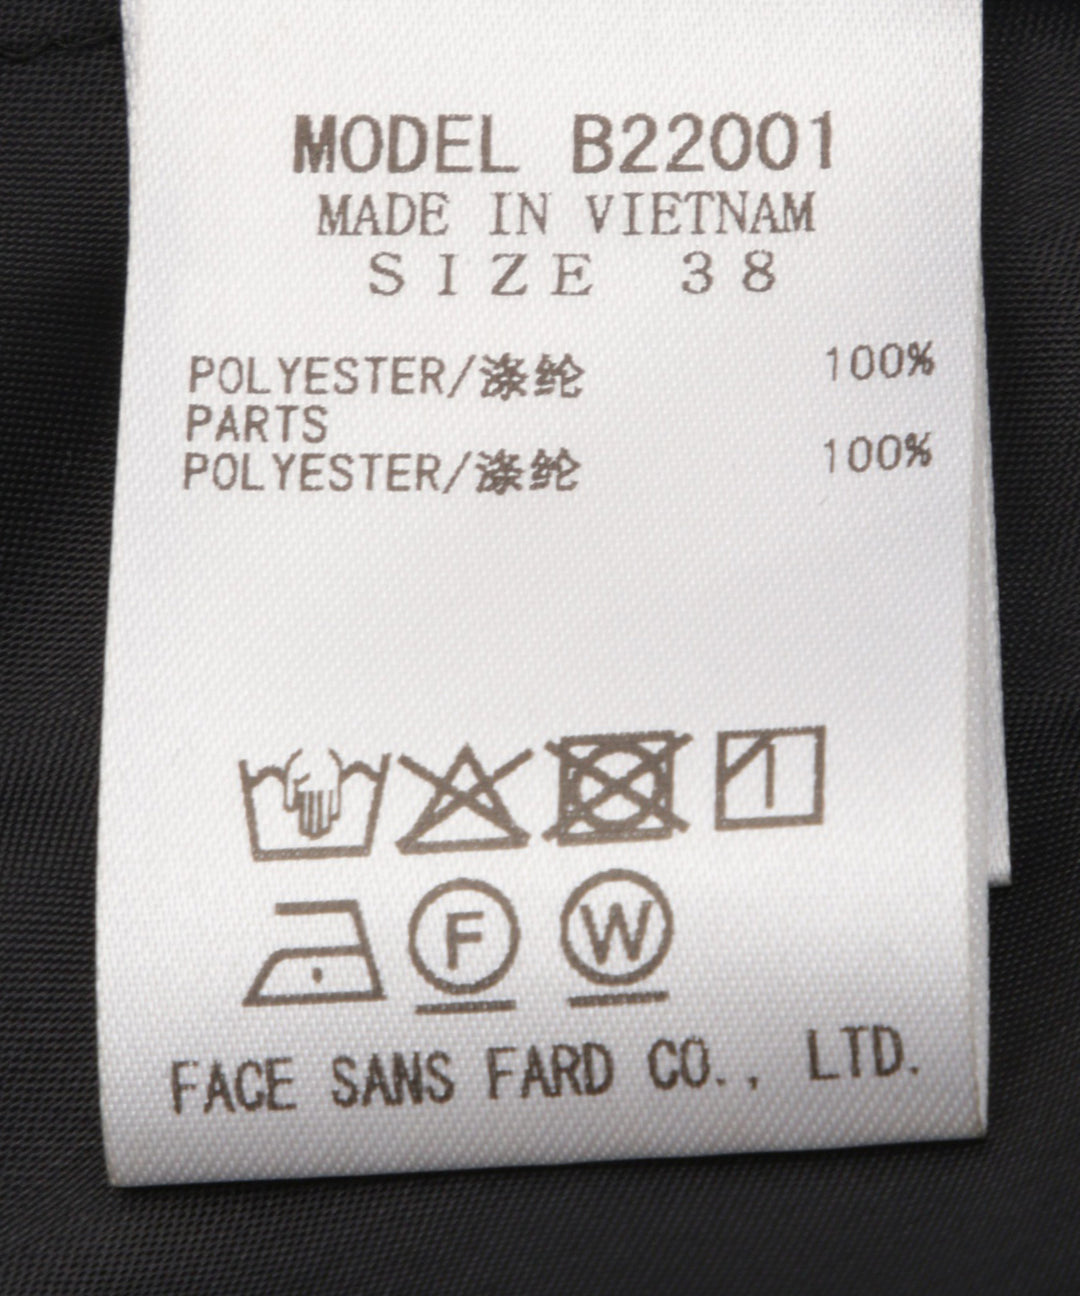 MODEL B22001
MADE IN VIETNAM
SIZE 38
POLYESTER/涤纶 100%
PARTS
POLYESTER/涤纶 100%
F W
FACE SANS FARD CO., LTD.